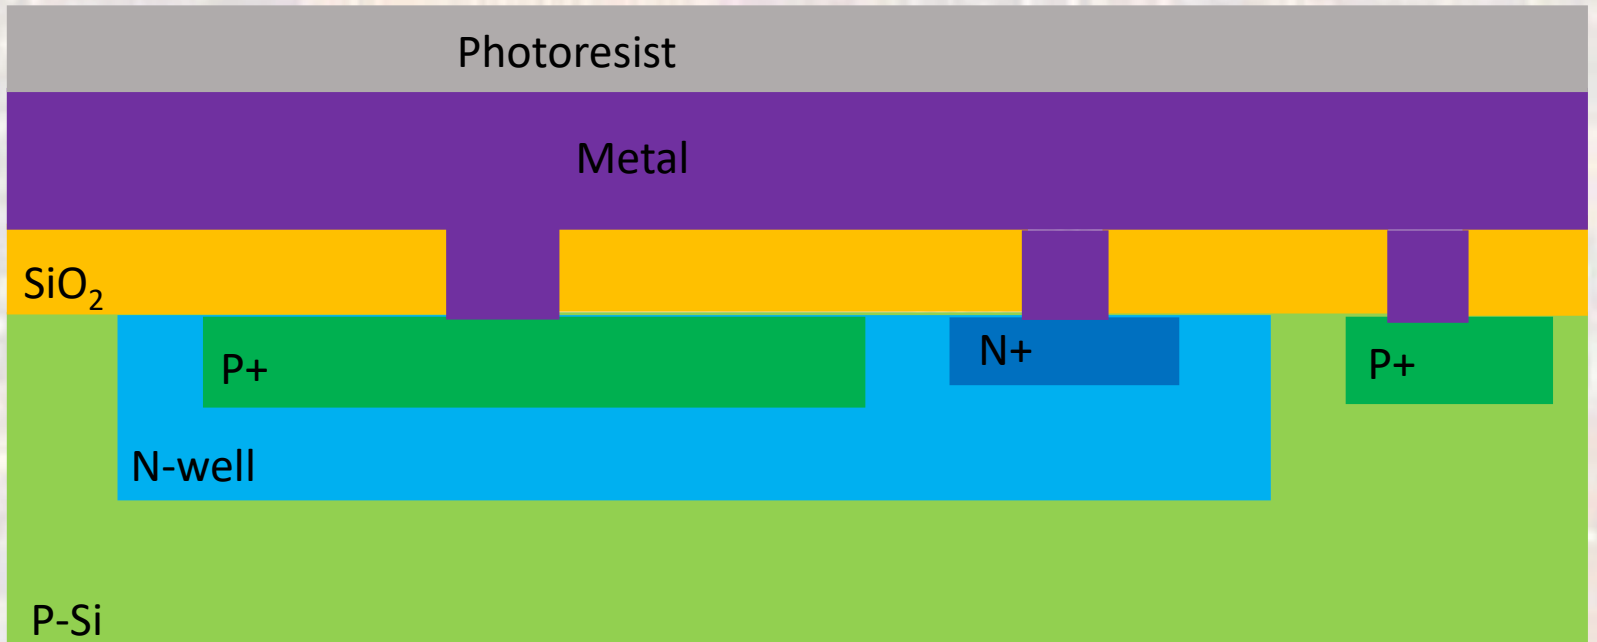 Photoresist
Metal
SiO₂
P+
N+
P+
N-well
P-Si